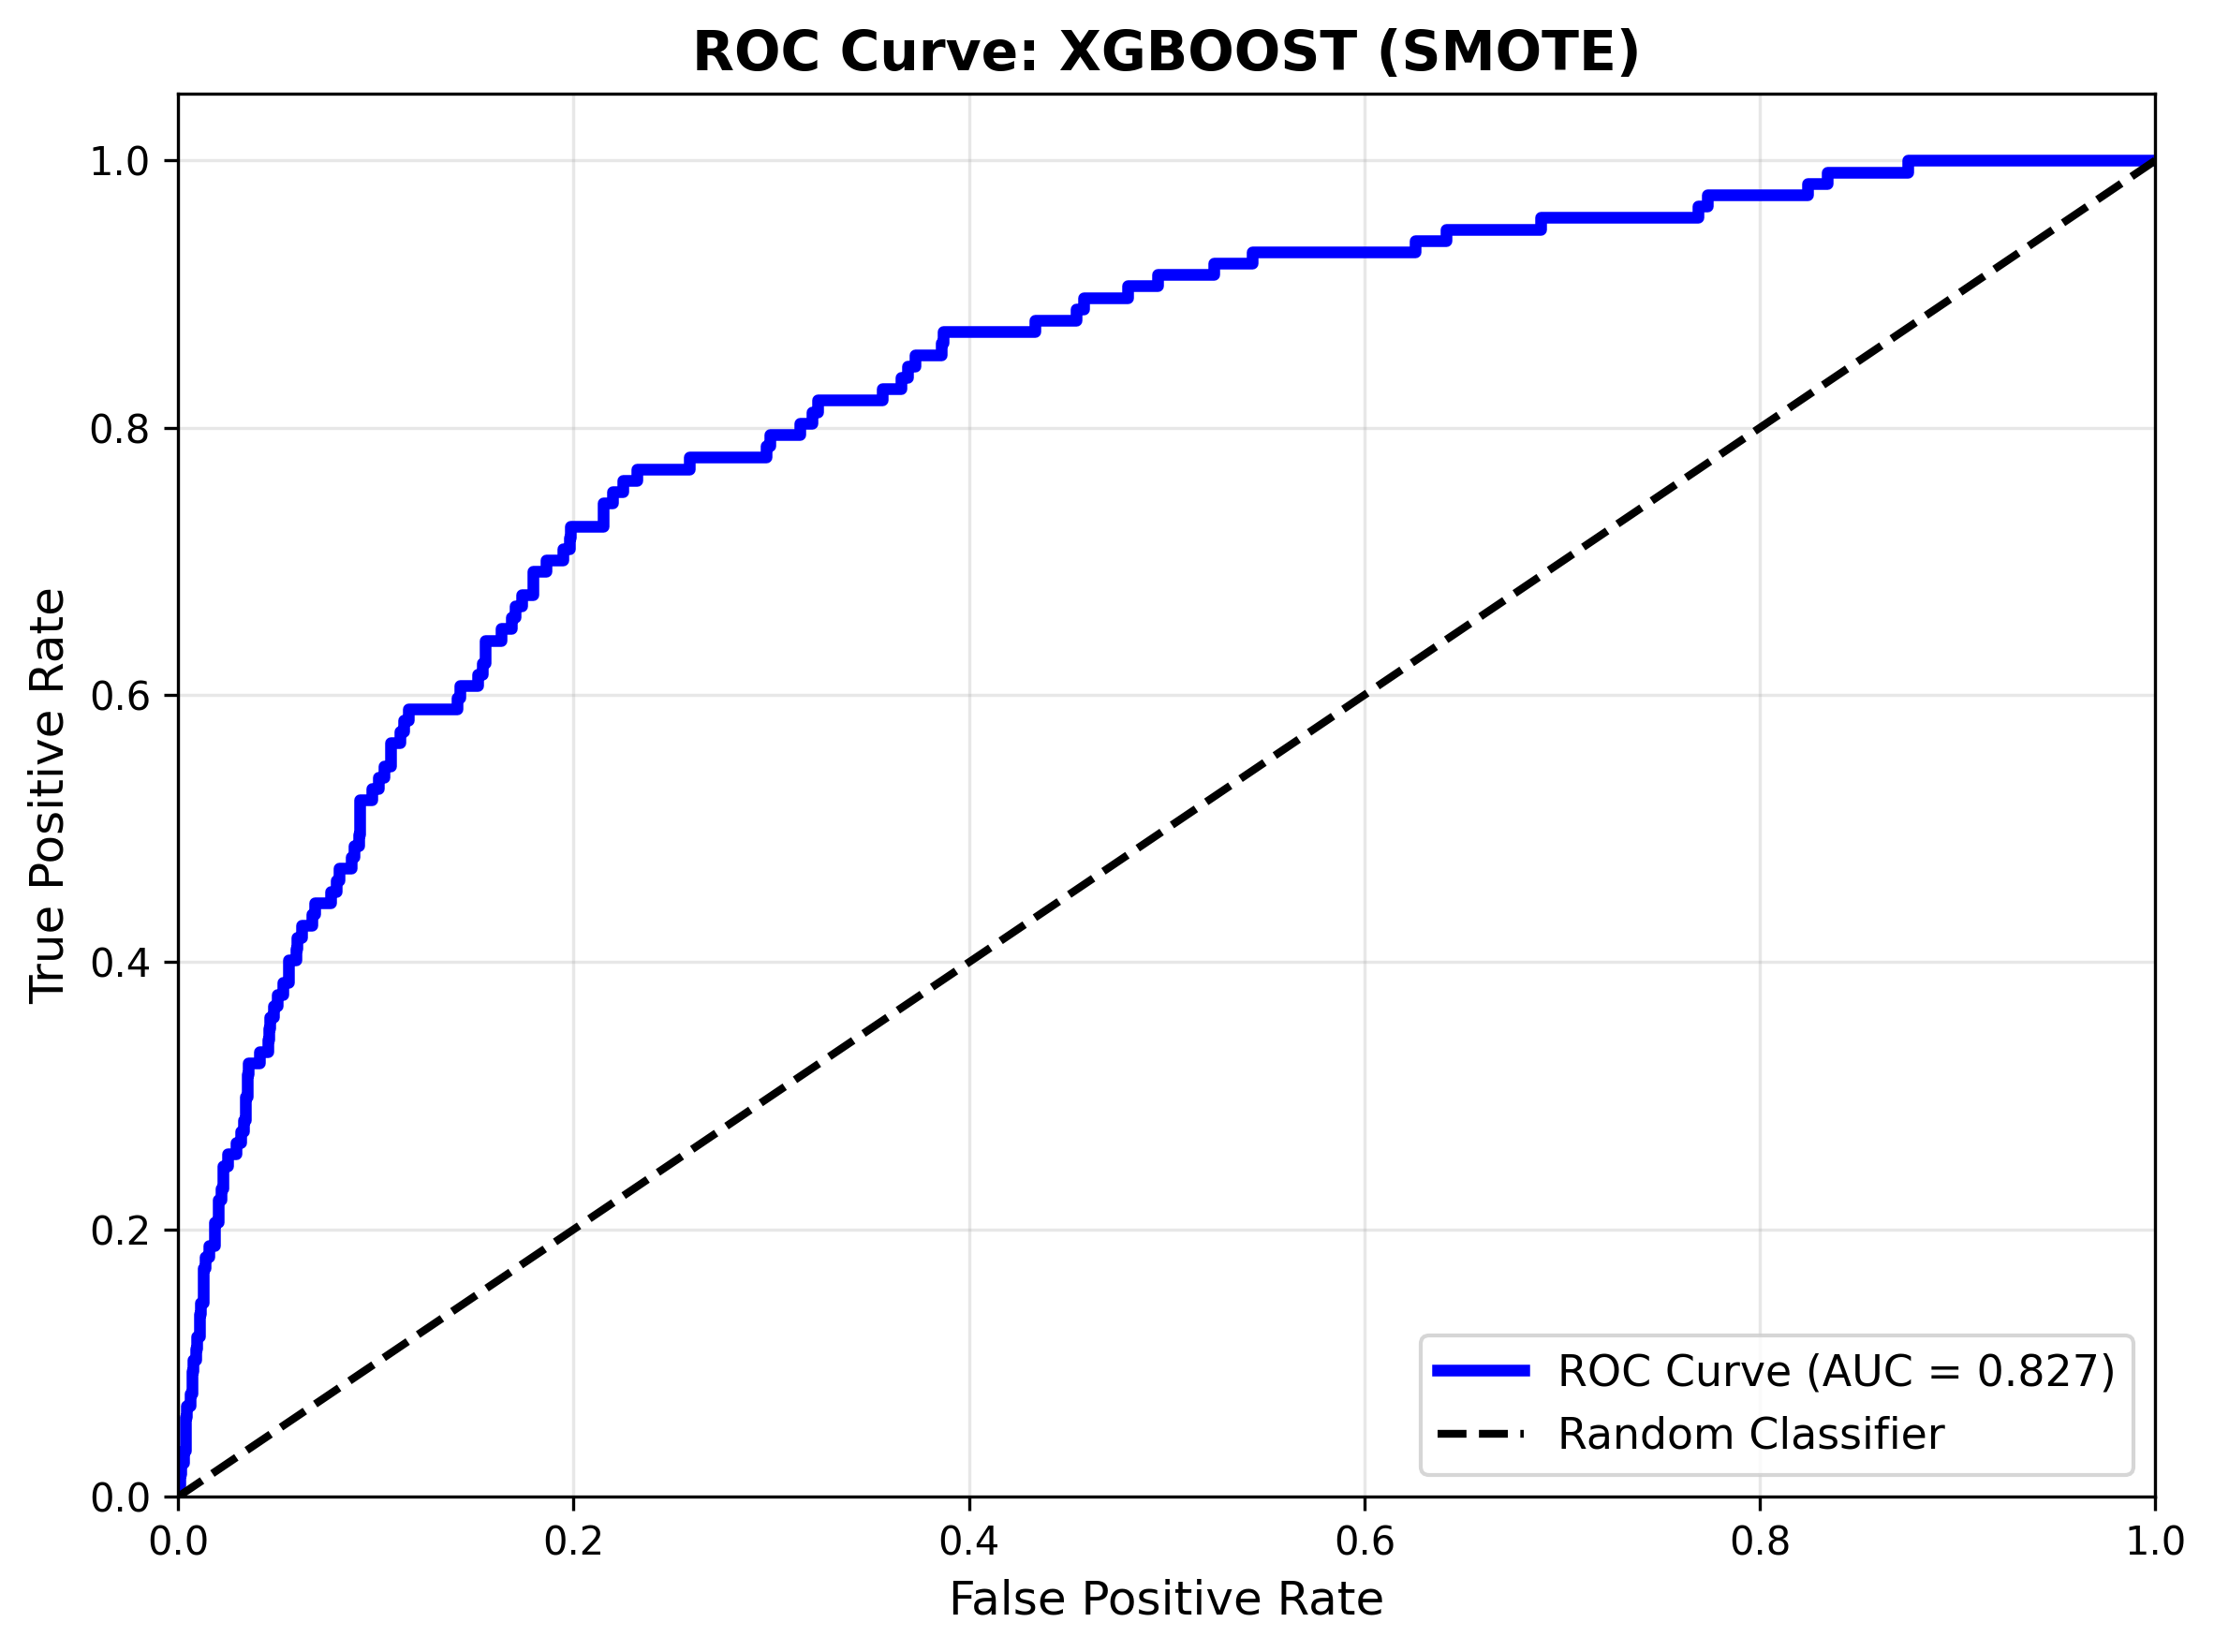 ROC Curve: XGBOOST (SMOTE)
True Positive Rate
1.0
0.8
0.6
0.4
0.2
0.0
0.0 0.2 0.4 0.6 0.8 1.0
False Positive Rate
ROC Curve (AUC = 0.827)
Random Classifier